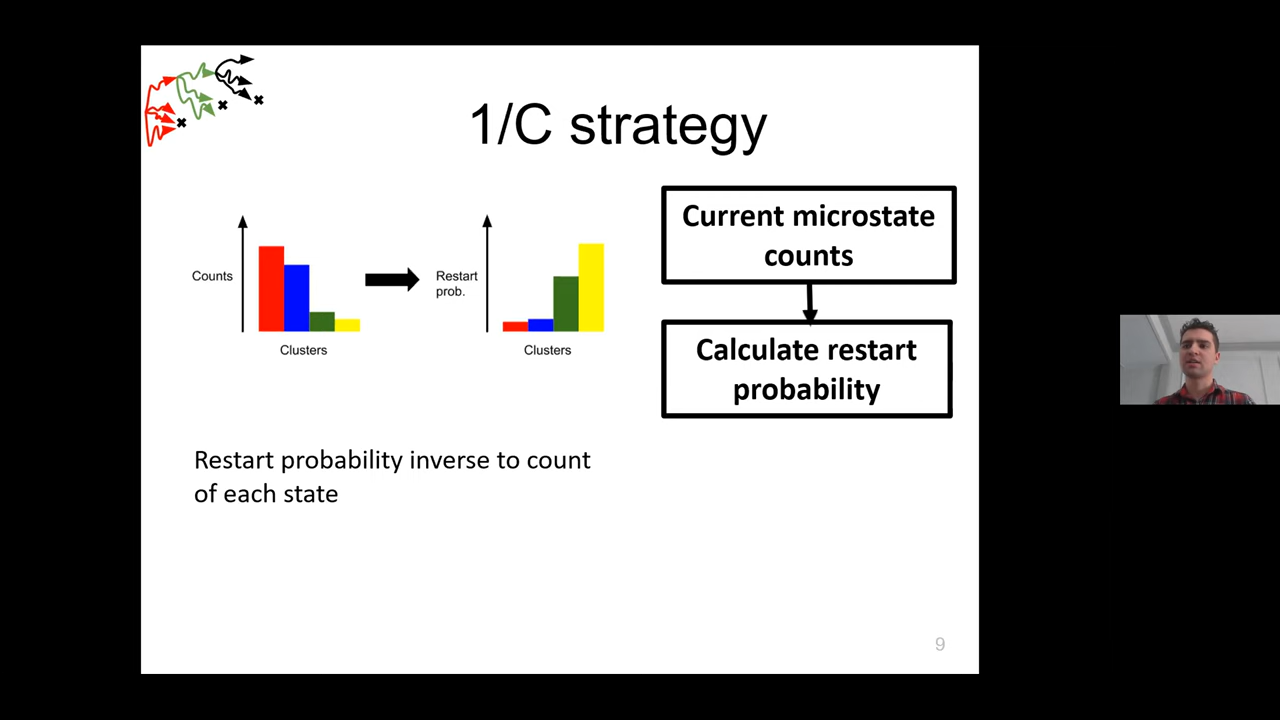 1/C strategy
Counts
Clusters
Restart
prob.
Clusters
Current microstate
counts
Calculate restart
probability
Restart probability inverse to count
of each state
9